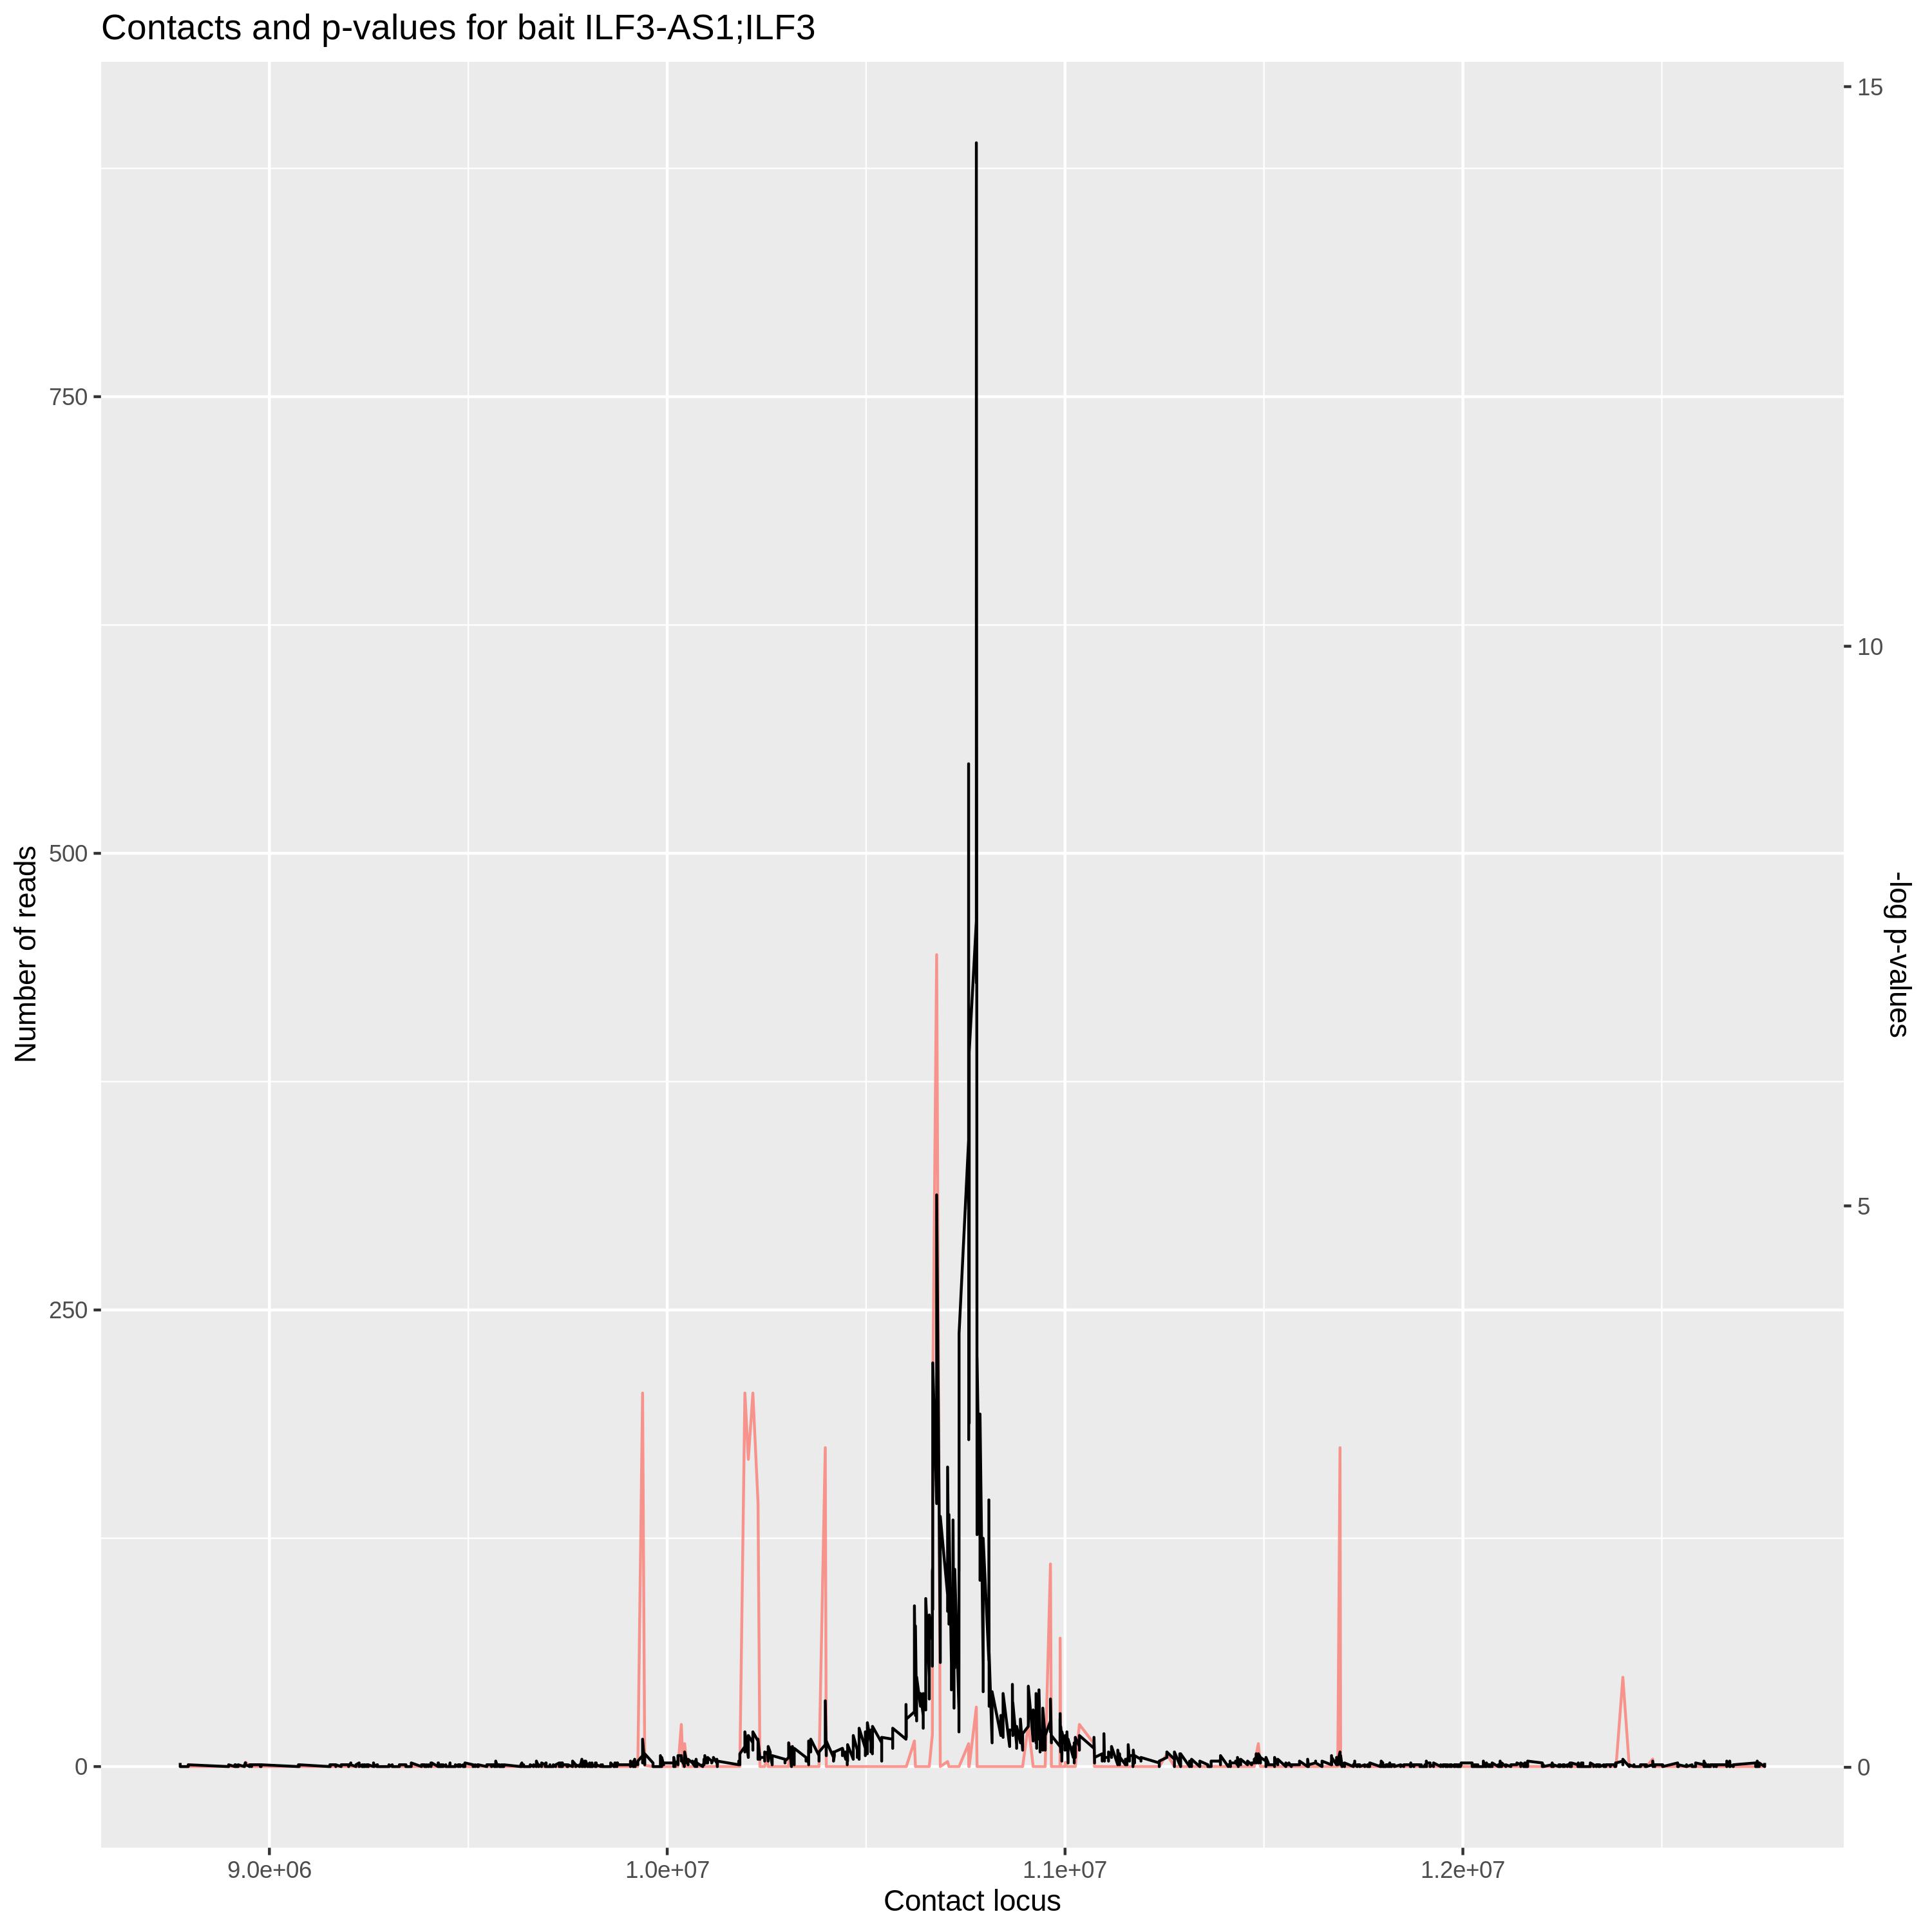 Contacts and p-values for bait ILF3-AS1;ILF3
15
750
10
500
Number of reads
-log p-values
5
250
0
0
9.0e+06 1.0e+07 1.1e+07 1.2e+07
Contact locus